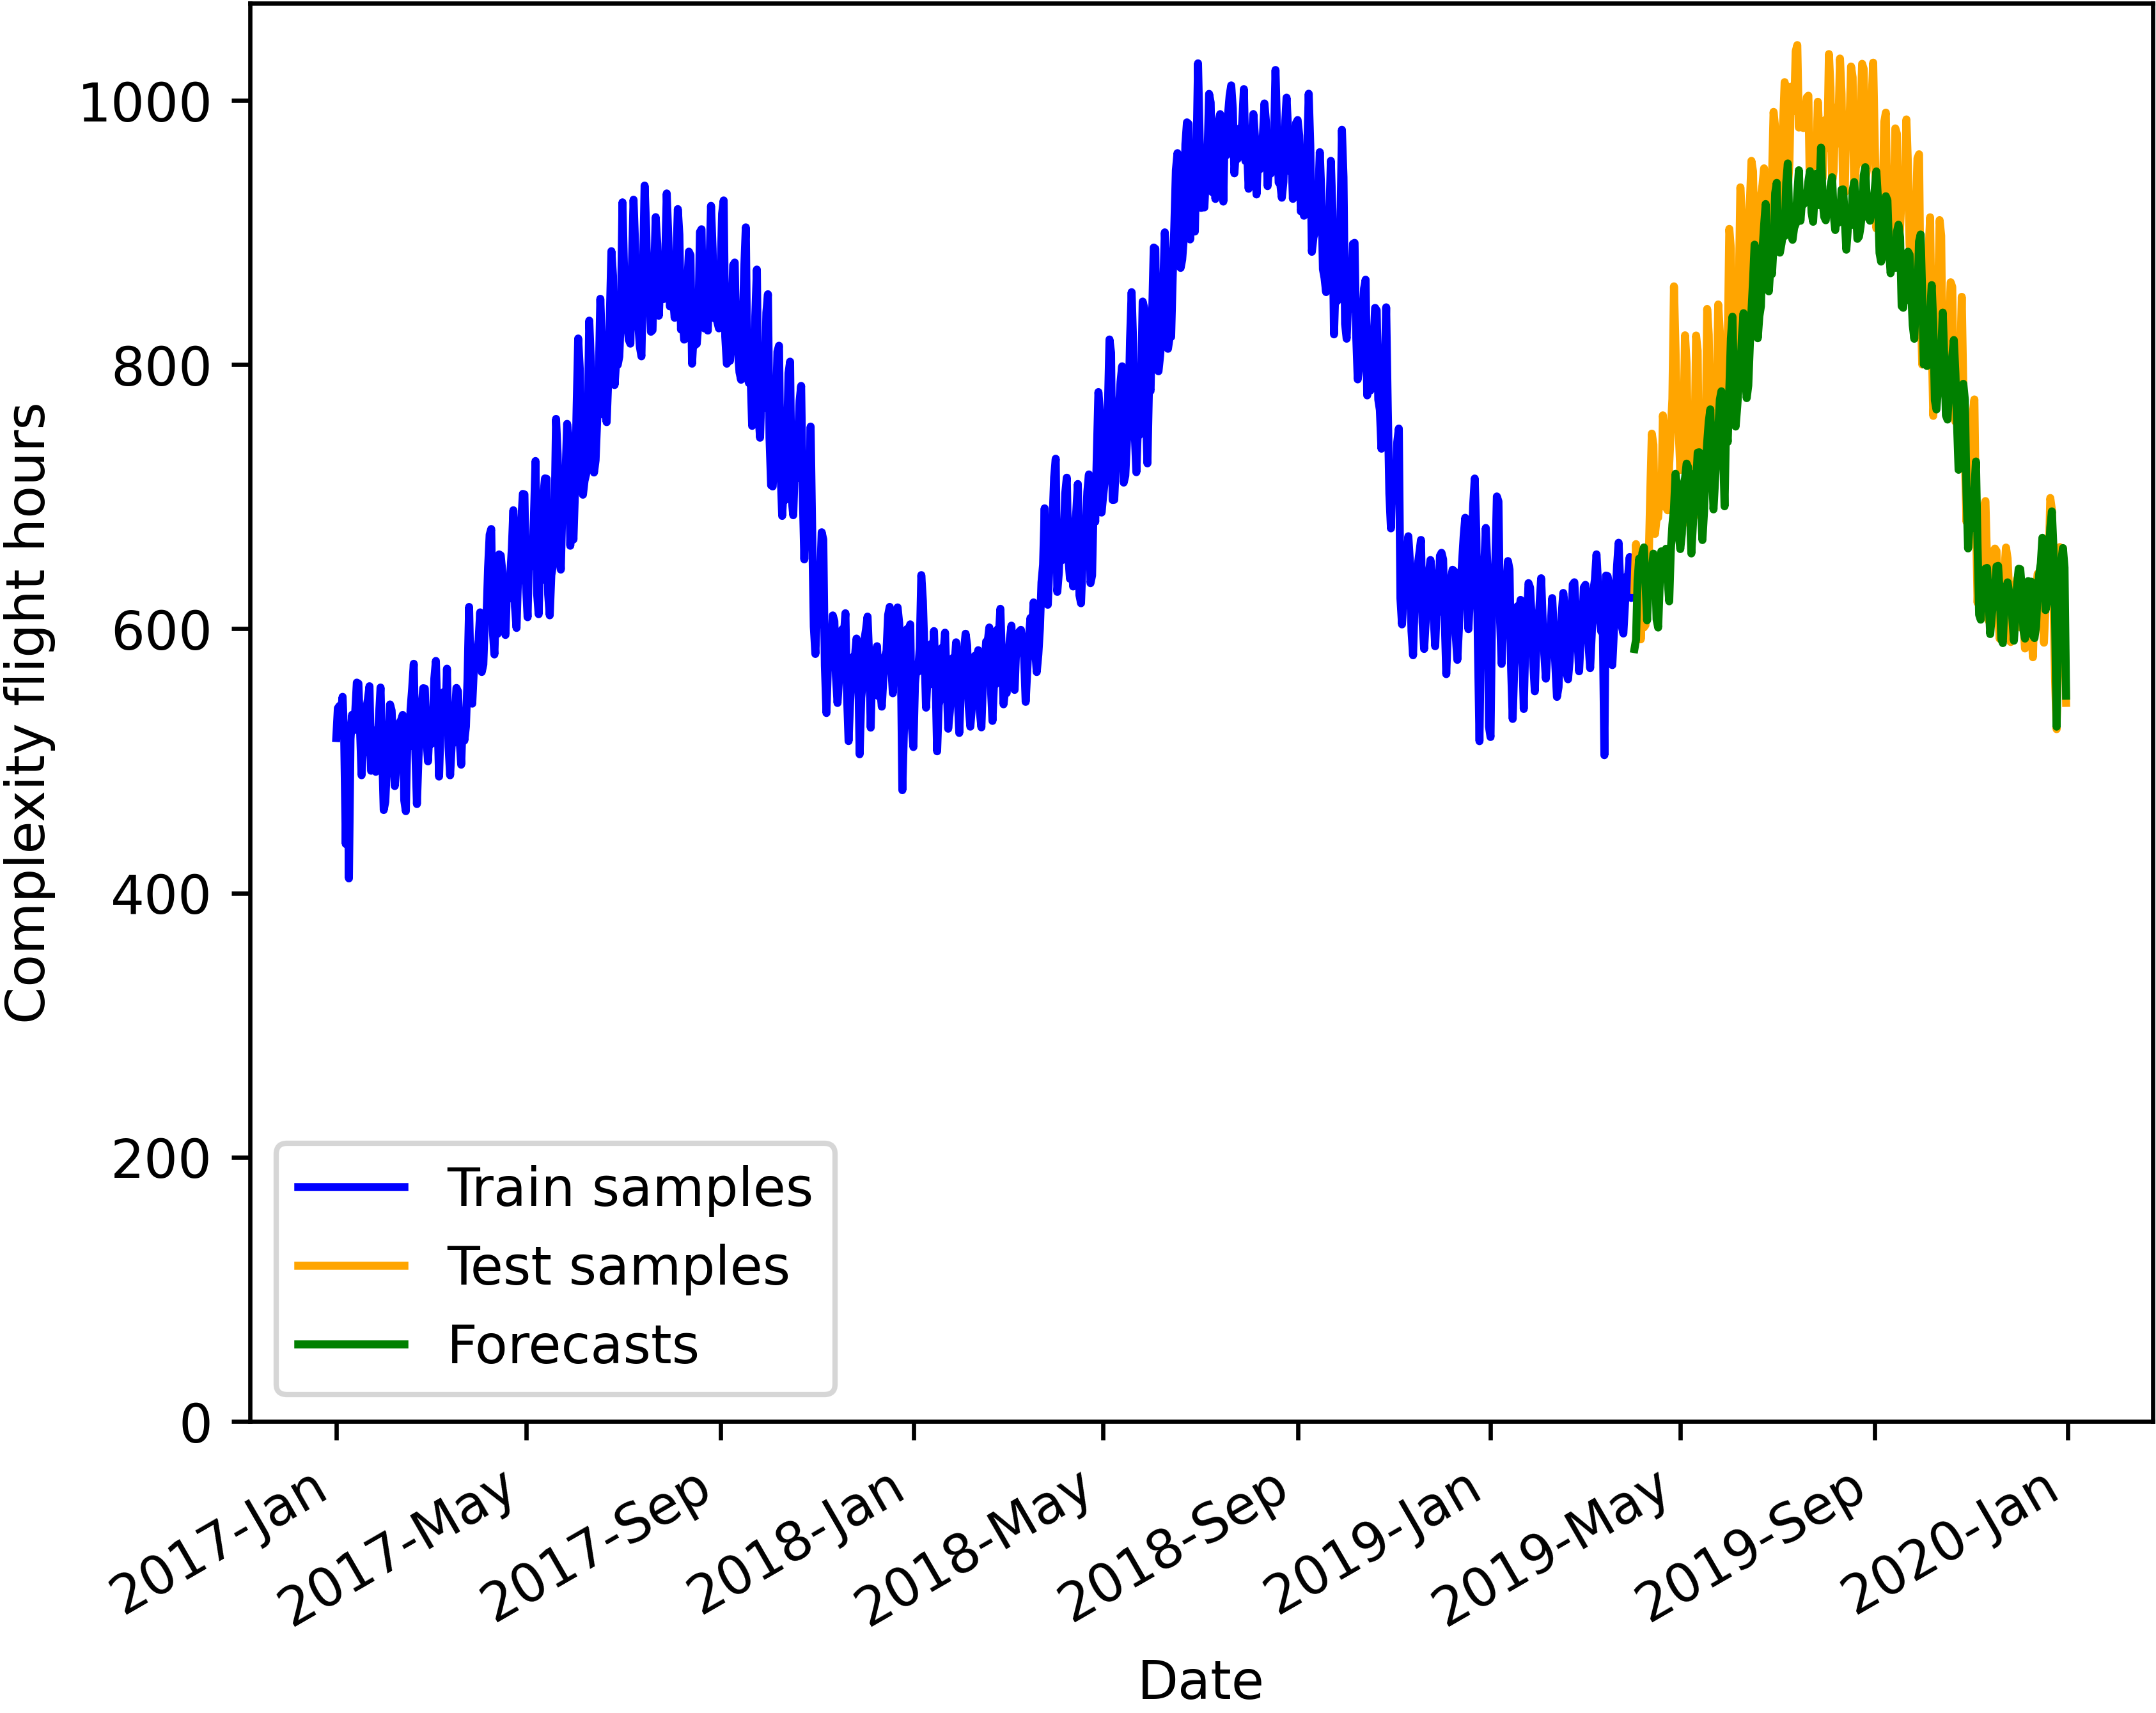 Complexity flight hours
1000
800
600
400
200
0
Train samples
Test samples
Forecasts
2017-Jan
2017-May
2017-Sep
2018-Jan
2018-May
2018-Sep
2019-Jan
2019-May
2019-Sep
2020-Jan
Date